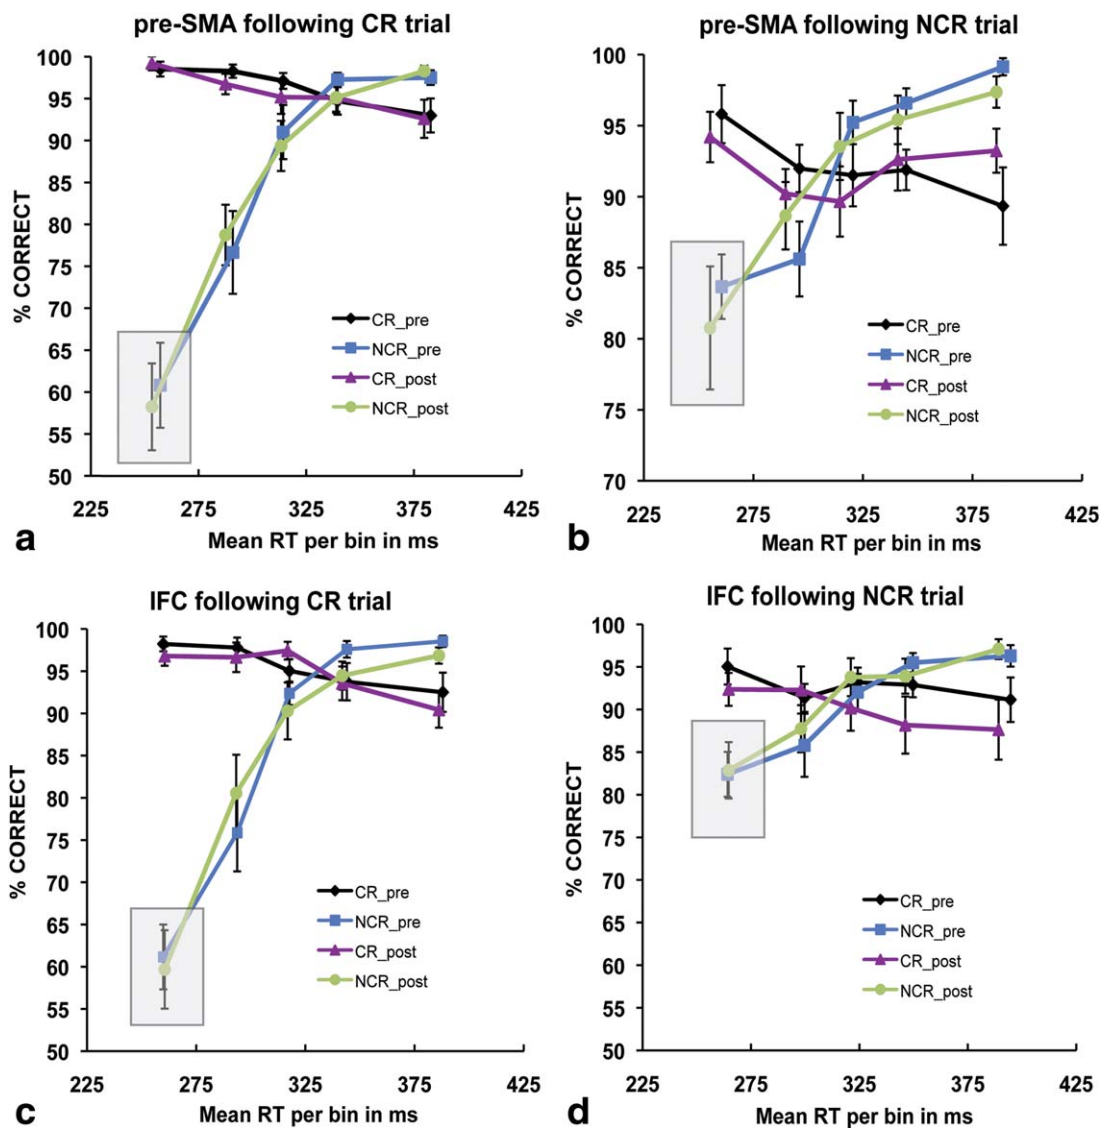 pre-SMA following CR trial
100
95
90
85
80
75
70
65
60
55
50
% CORRECT
CR_pre
NCR_pre
CR_post
NCR_post
225 275 325 375 425
Mean RT per bin in ms
a
pre-SMA following NCR trial
100
95
90
85
80
75
70
% CORRECT
CR_pre
NCR_pre
CR_post
NCR_post
225 275 325 375 425
Mean RT per bin in ms
b
IFC following CR trial
100
95
90
85
80
75
70
65
60
55
50
% CORRECT
CR_pre
NCR_pre
CR_post
NCR_post
225 275 325 375 425
Mean RT per bin in ms
c
IFC following NCR trial
100
95
90
85
80
75
70
65
60
55
50
% CORRECT
CR_pre
NCR_pre
CR_post
NCR_post
225 275 325 375 425
Mean RT per bin in ms
d